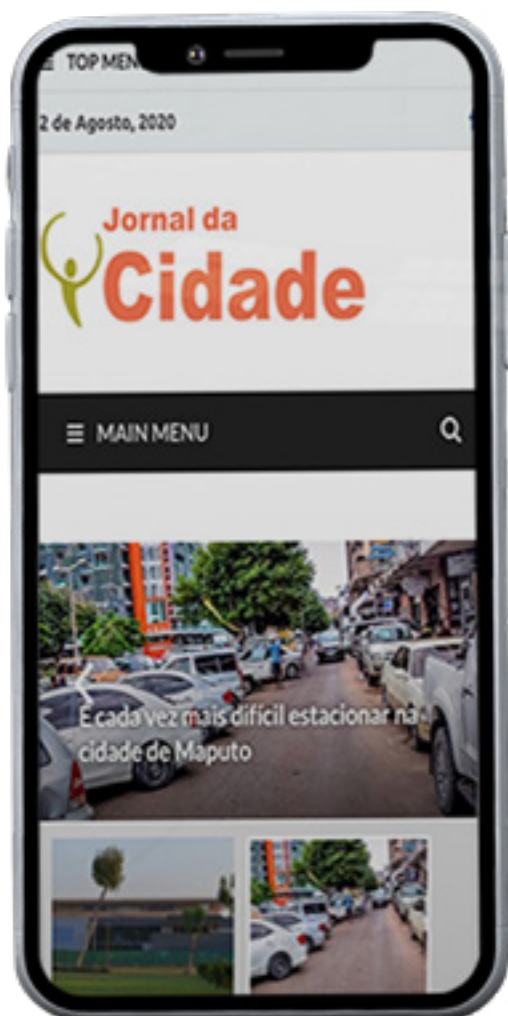 TOP MEN
2 de Agosto, 2020
Jornal da
Cidade
MAIN MENU
É cada vez mais difícil estacionar na
cidade de Maputo